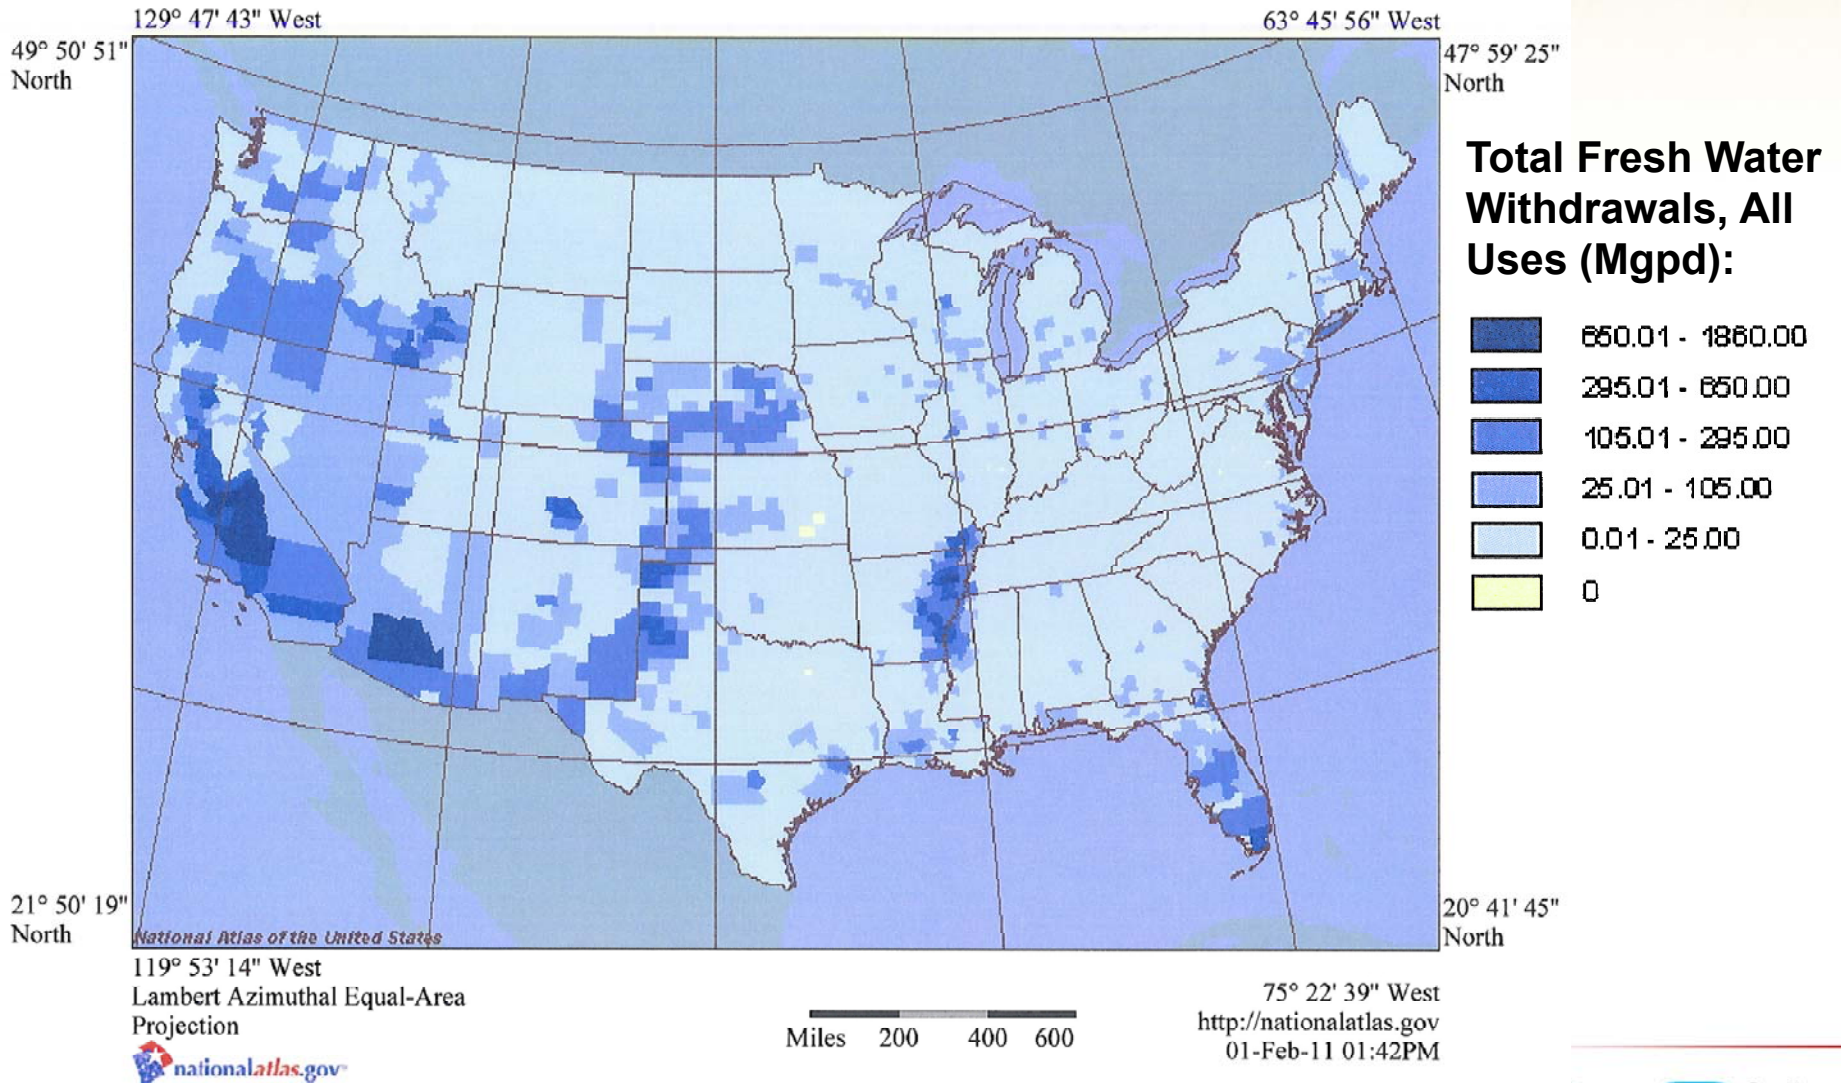 129° 47' 43" West
63° 45' 56" West
49° 50' 51"
North
47° 59' 25"
North
Total Fresh Water
Withdrawals, All
Uses (Mgpd):
650.01 - 1860.00
295.01 - 650.00
105.01 - 295.00
25.01 - 105.00
0.01 - 25.00
0
21° 50' 19"
North
20° 41' 45"
North
National Atlas of the United States
119° 53' 14" West
Lambert Azimuthal Equal-Area
Projection
nationalatlas.gov
Miles 200 400 600
75° 22' 39" West
http://nationalatlas.gov
01-Feb-11 01:42PM